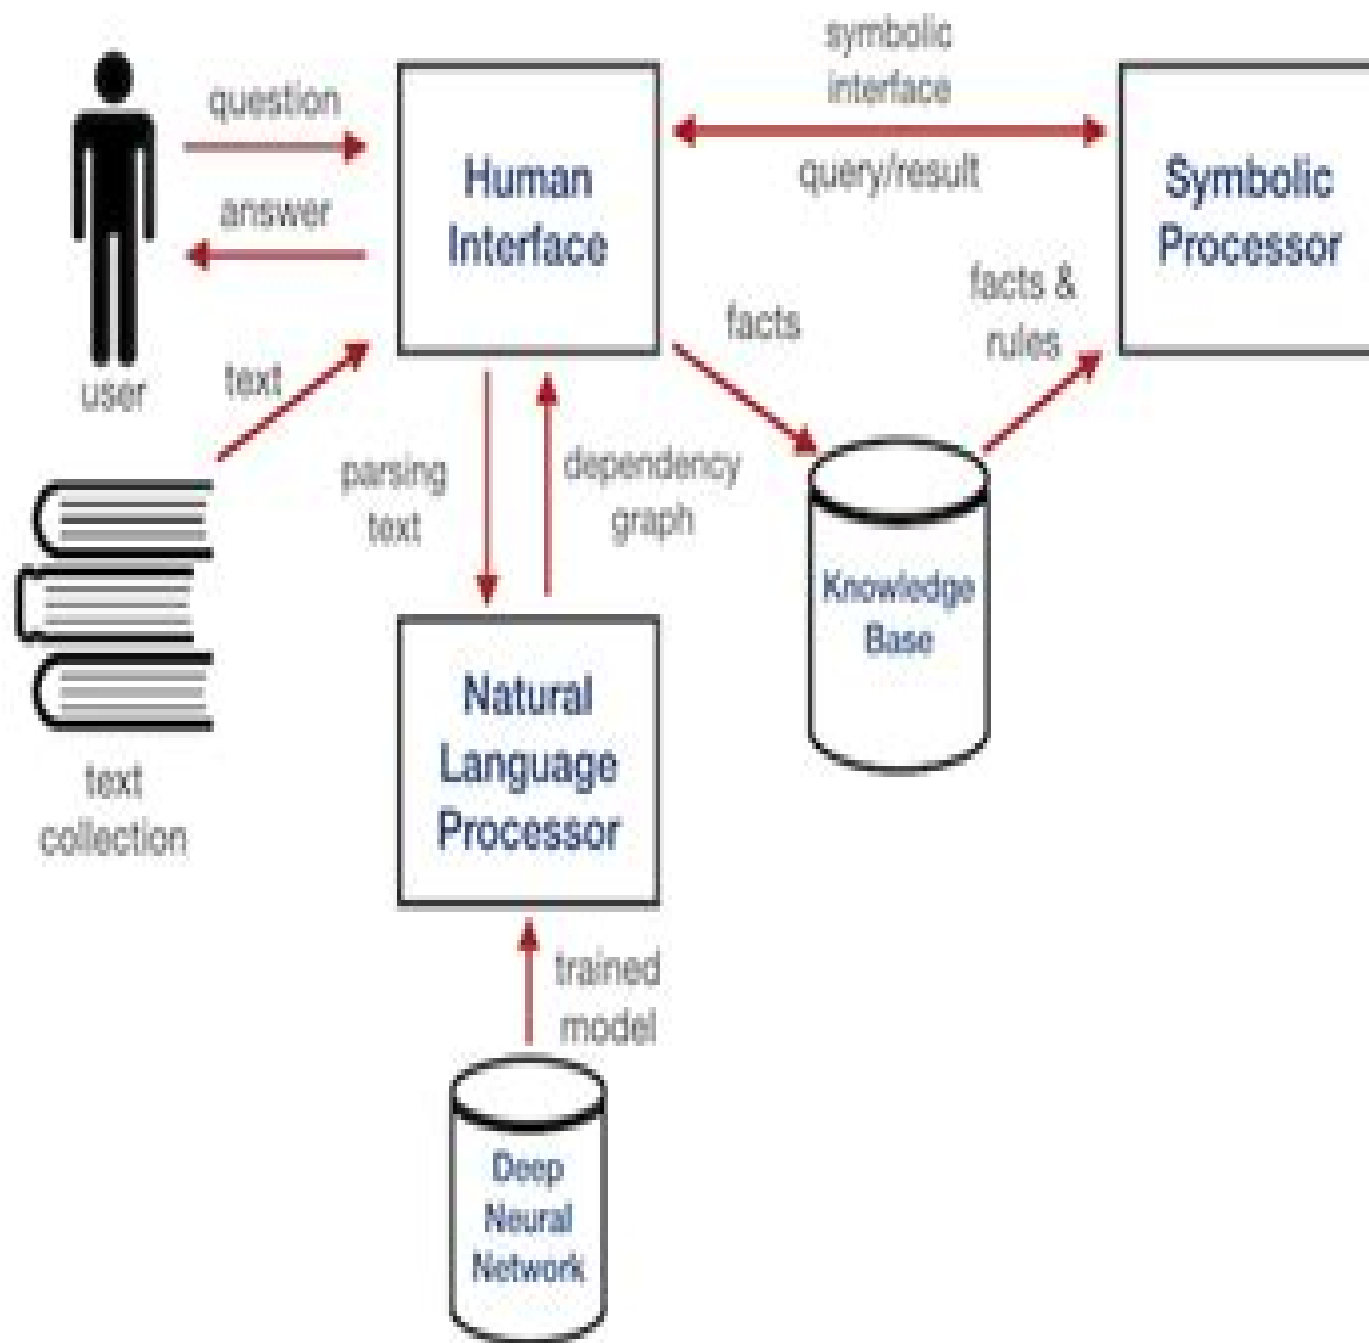 symbolic
interface
question
Human
Interface
query/result
Symbolic
Processor
answer
facts &
rules
facts
text
user
parsing
text
dependency
graph
Knowledge
Base
Natural
Language
Processor
text
collection
trained
model
Deep
Neural
Network